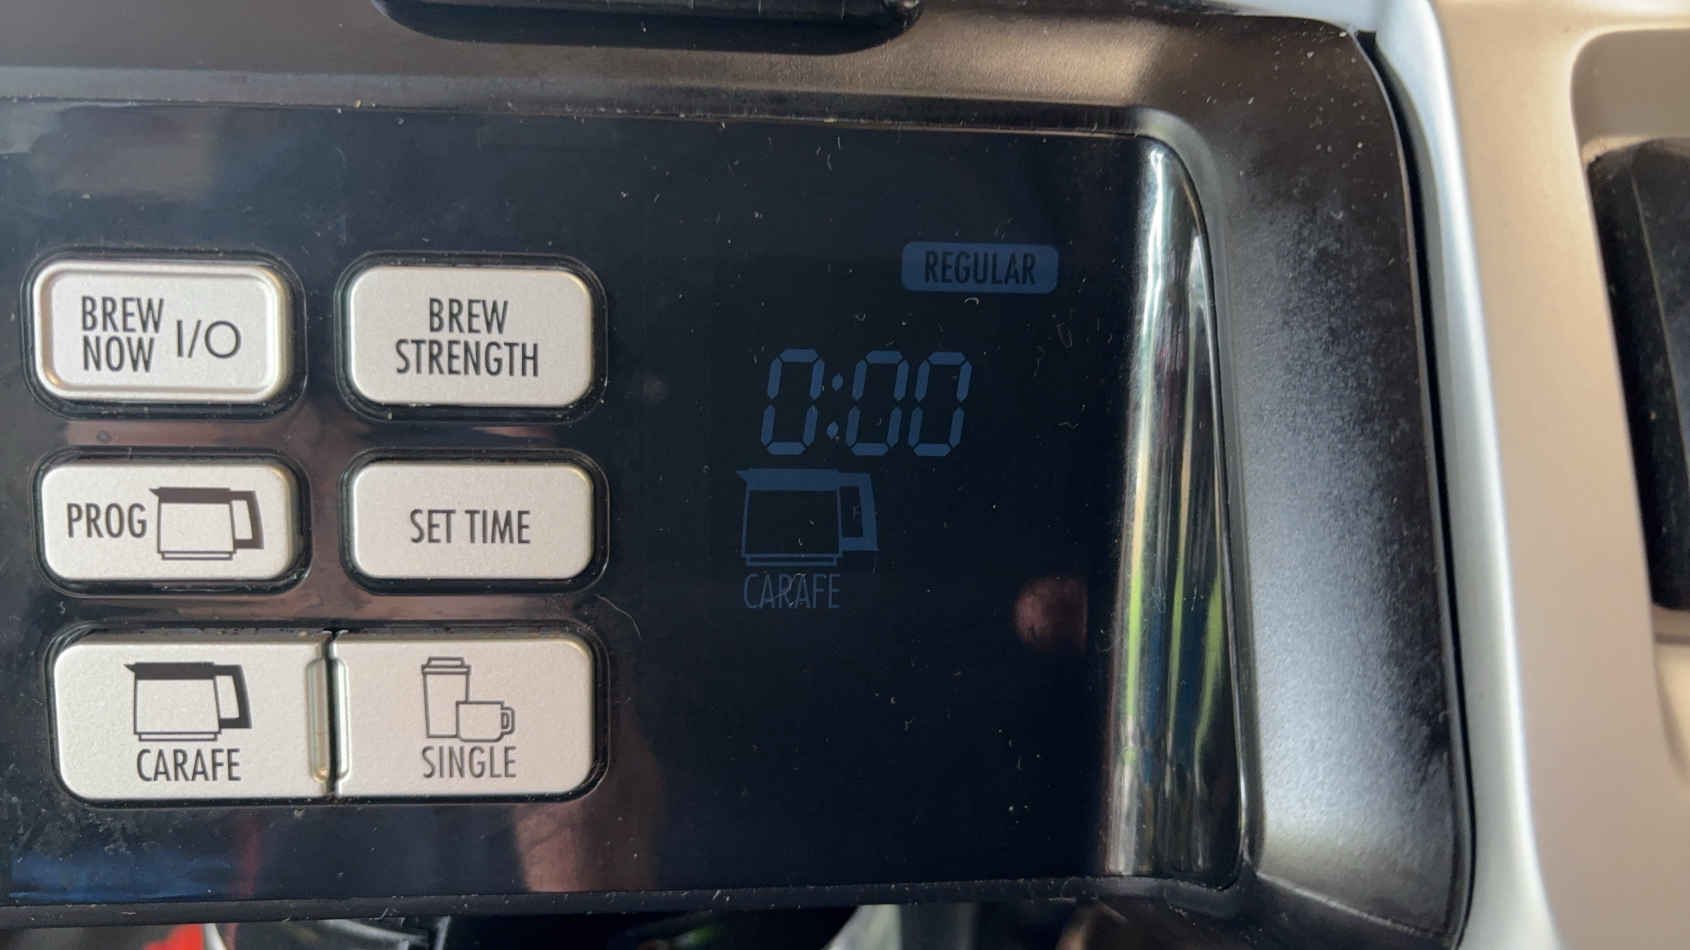 BREW
NOW I/O
BREW
STRENGTH
REGULAR
0:00
PROG
SET TIME
CARAFE
CARAFE
SINGLE